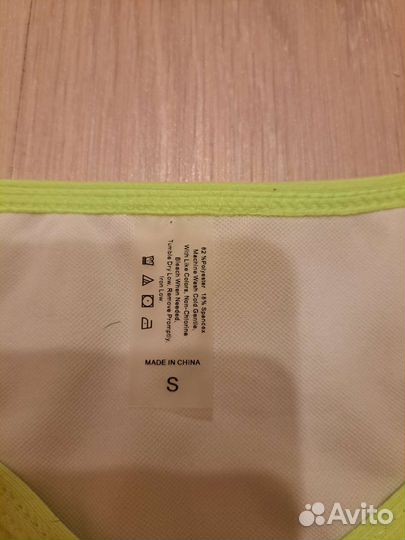 82 %Polyester 18% Spancex
Machine Wash Cold Gentle,
With Like Colors, Non-Chlorine
Bleach When Needed,
Tumble Dry Low, Remove Promptly,
Iron Low.
MADE IN CHINA
S
Avito